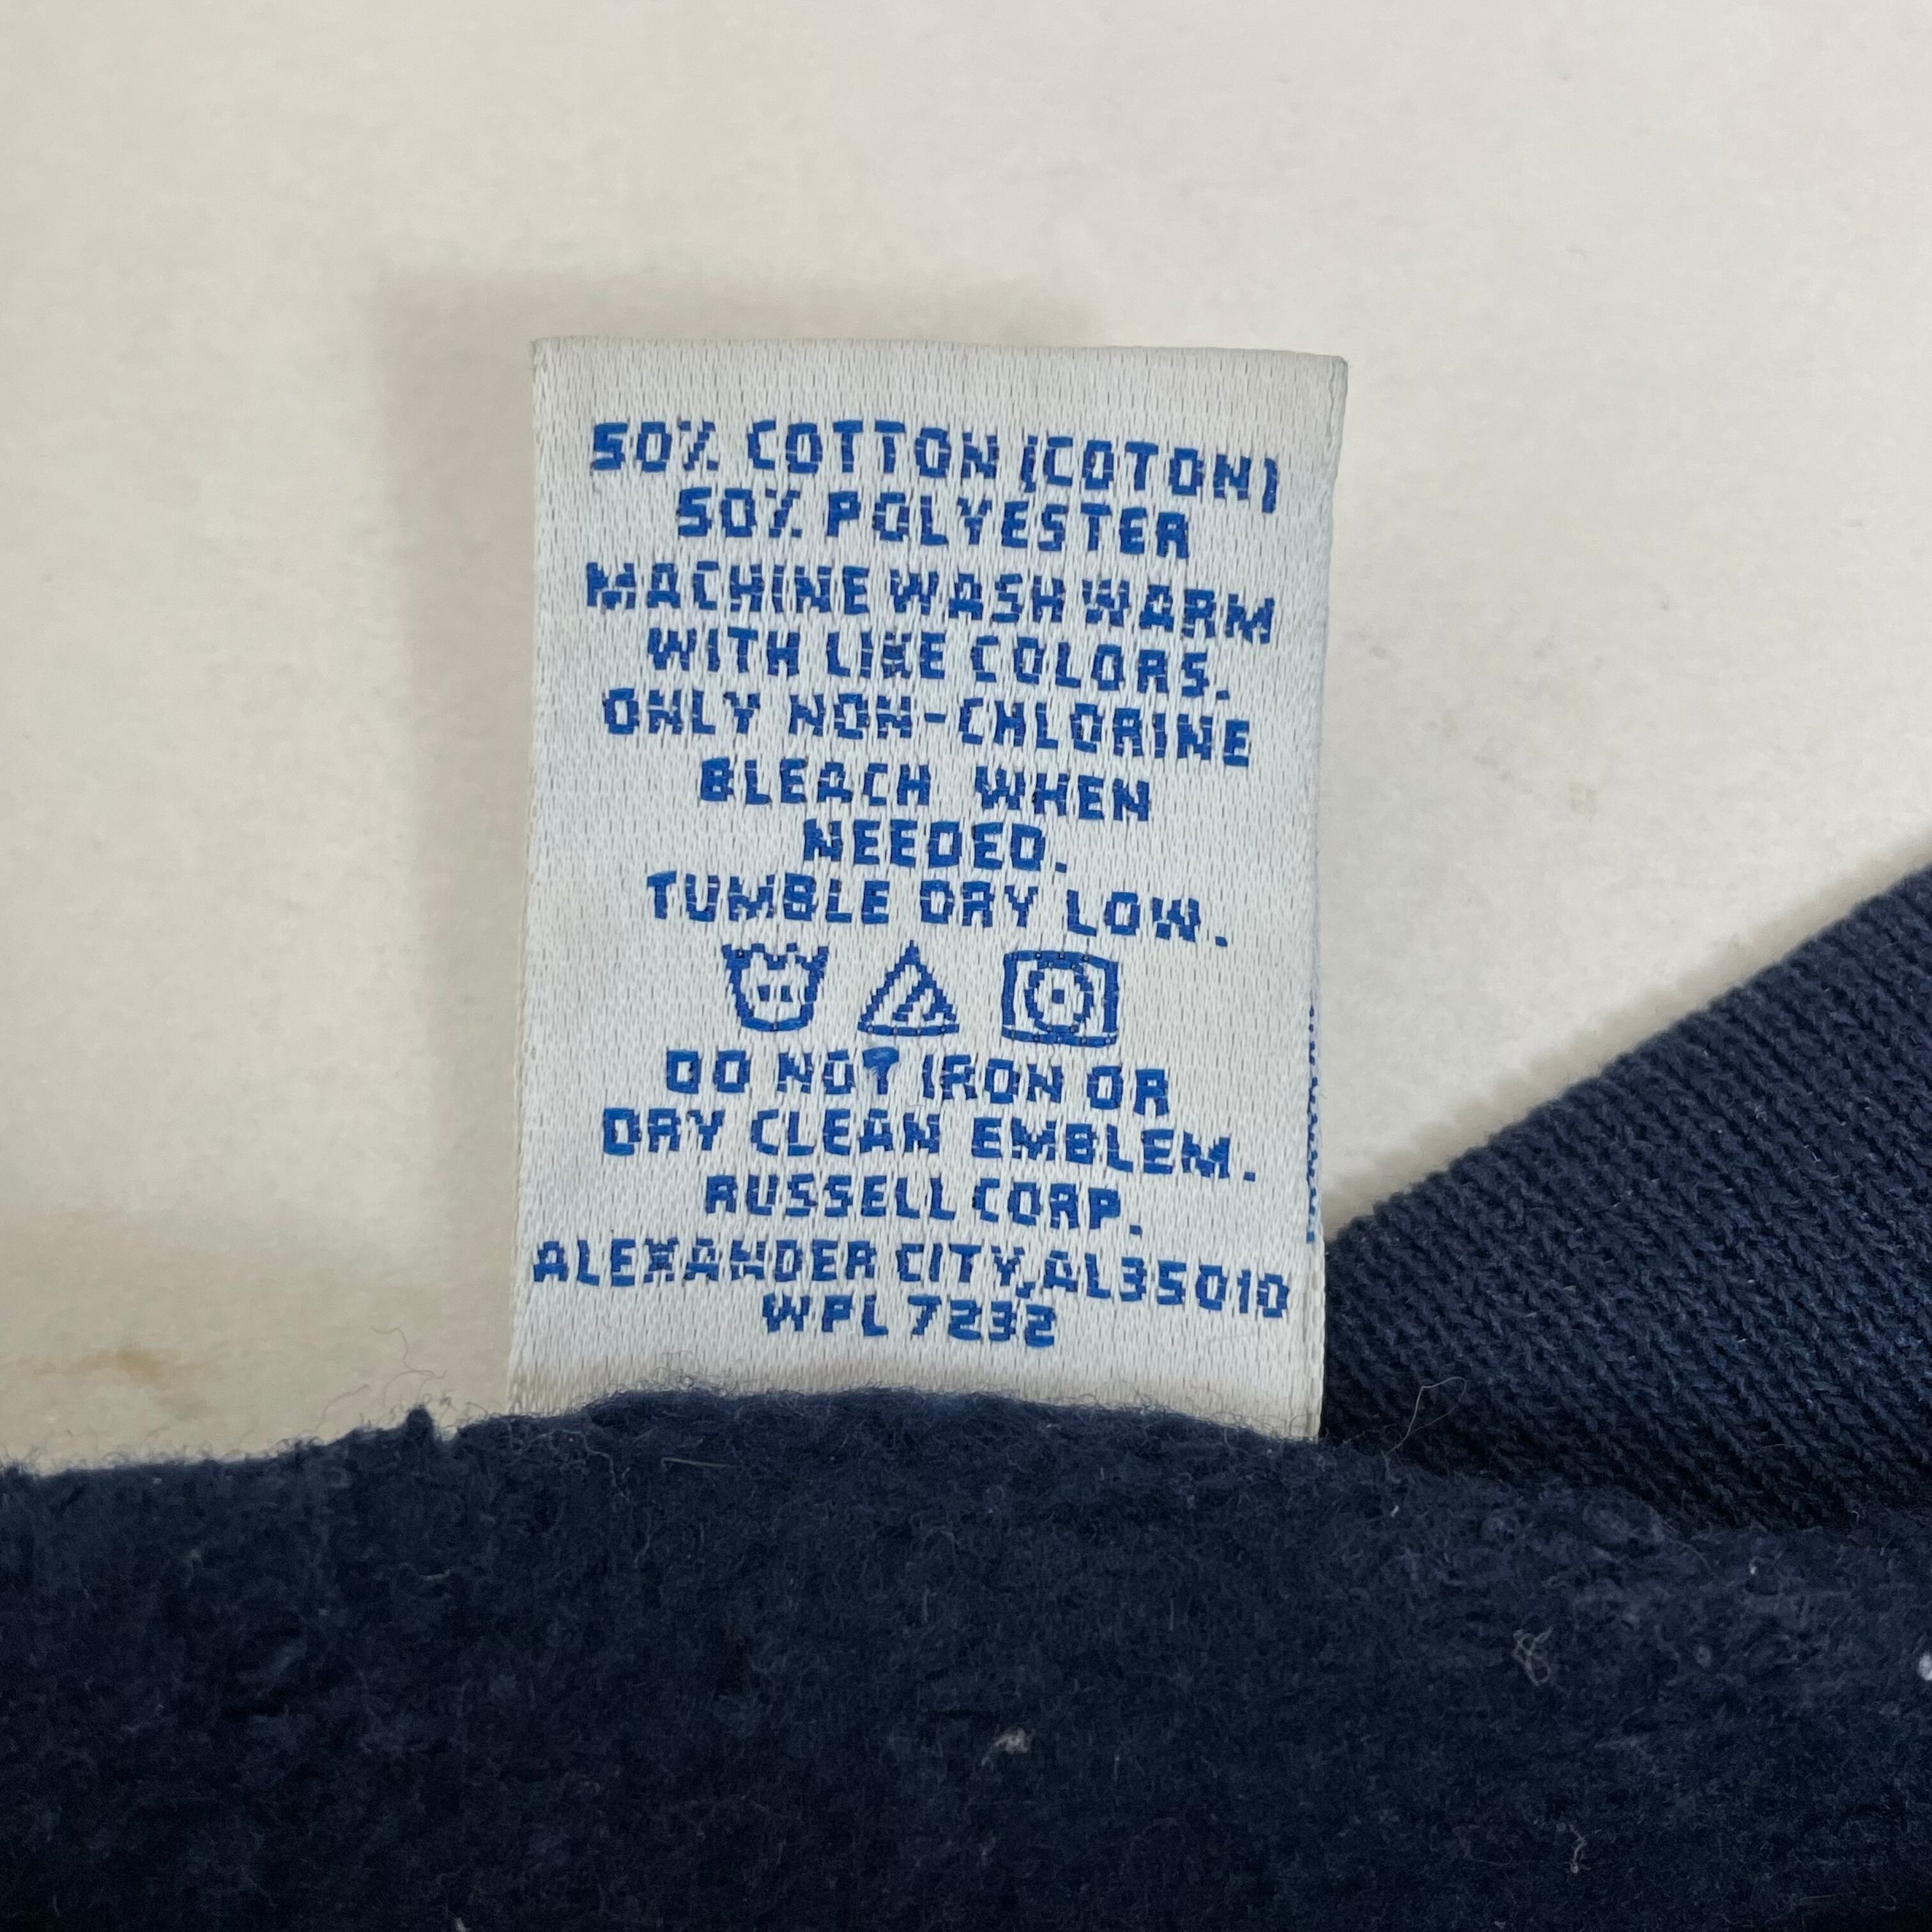 50% COTTON (COTON)
50% POLYESTER
MACHINE WASH WARM
WITH LIKE COLORS.
ONLY NON-CHLORINE
BLEACH WHEN
NEEDED.
TUMBLE DRY LOW.
DO NOT IRON OR
DRY CLEAN EMBLEM.
RUSSELL CORP.
ALEXANDER CITY, AL35010
WPL 7232